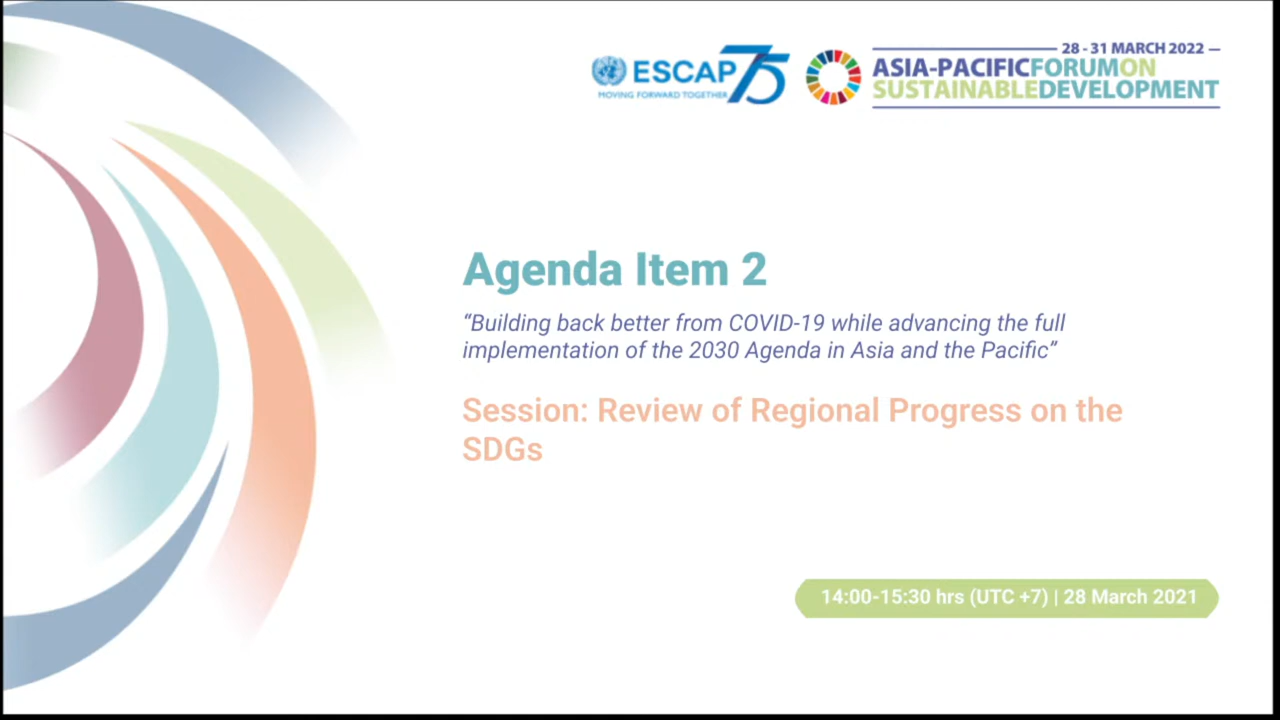 ESCAP 75
MOVING FORWARD TOGETHER
28 - 31 MARCH 2022
ASIA-PACIFICFORUMON
SUSTAINABLEDEVELOPMENT
Agenda Item 2
“Building back better from COVID-19 while advancing the full
implementation of the 2030 Agenda in Asia and the Pacific”
Session: Review of Regional Progress on the
SDGs
14:00-15:30 hrs (UTC +7) | 28 March 2021